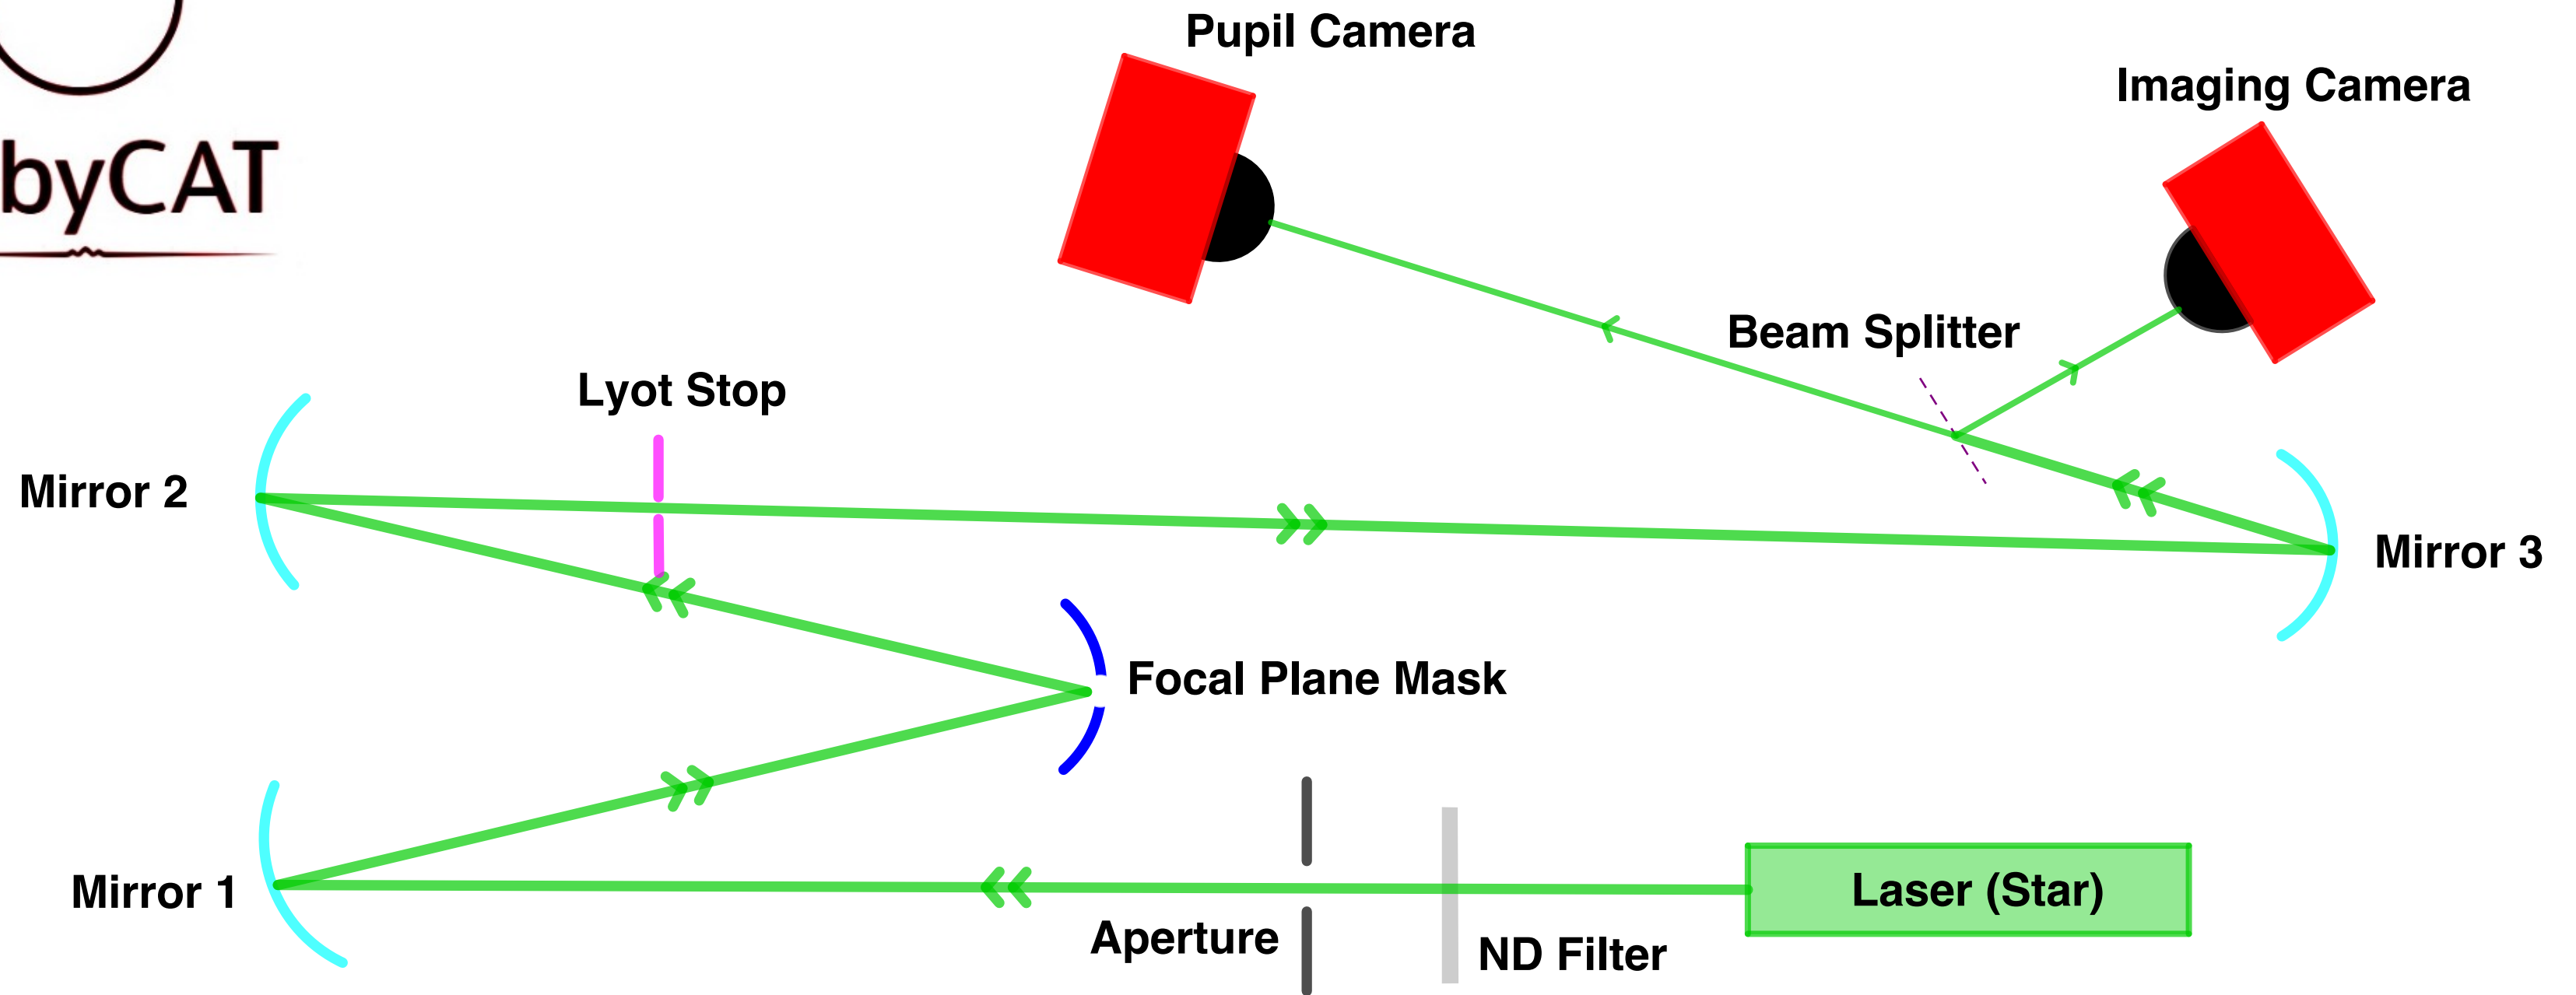 Pupil Camera
Imaging Camera
byCAT
Beam Splitter
Lyot Stop
Mirror 2
Mirror 3
Focal Plane Mask
Mirror 1
Laser (Star)
Aperture
ND Filter